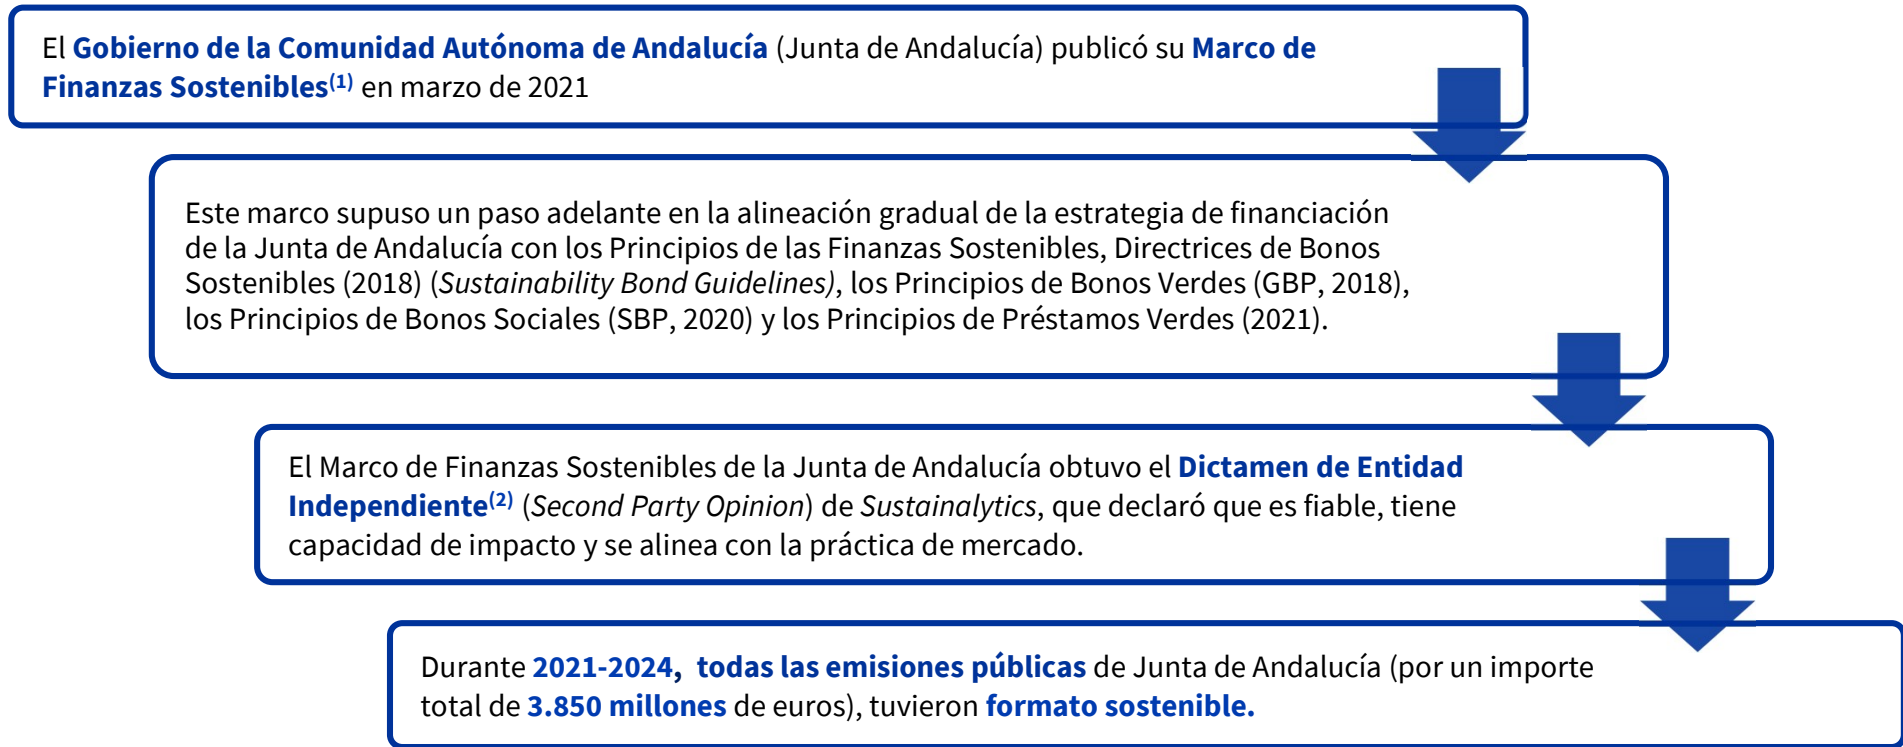 El Gobierno de la Comunidad Autónoma de Andalucía (Junta de Andalucía) publicó su Marco de
Finanzas Sostenibles(1) en marzo de 2021
Este marco supuso un paso adelante en la alineación gradual de la estrategia de financiación
de la Junta de Andalucía con los Principios de las Finanzas Sostenibles, Directrices de Bonos
Sostenibles (2018) (Sustainability Bond Guidelines), los Principios de Bonos Verdes (GBP, 2018),
los Principios de Bonos Sociales (SBP, 2020) y los Principios de Préstamos Verdes (2021).
El Marco de Finanzas Sostenibles de la Junta de Andalucía obtuvo el Dictamen de Entidad
Independiente(2) (Second Party Opinion) de Sustainalytics, que declaró que es fiable, tiene
capacidad de impacto y se alinea con la práctica de mercado.
Durante 2021-2024, todas las emisiones públicas de Junta de Andalucía (por un importe
total de 3.850 millones de euros), tuvieron formato sostenible.